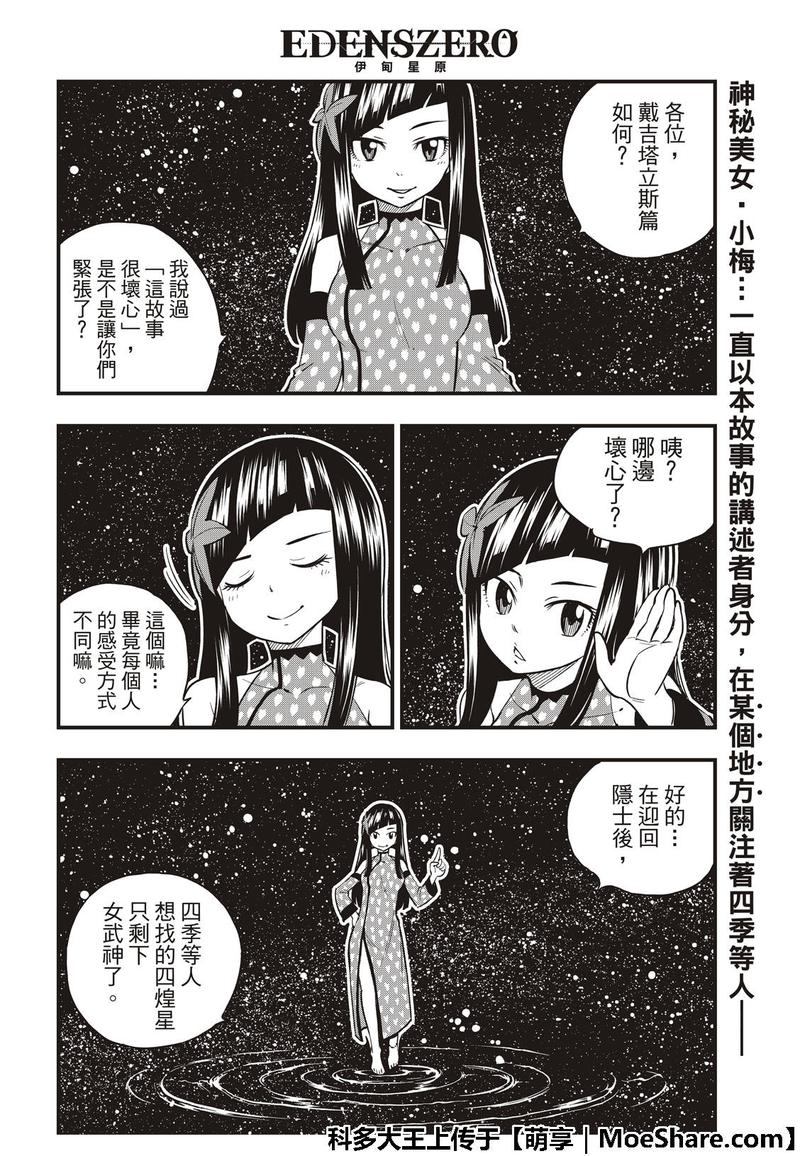 EDENSZERO
伊甸星原
神秘美女・小梅…一直以本故事的講述者身分，在某個地方關注著四季等人──
各位，
戴吉塔立斯篇
如何？
我說過
「這故事
很壞心」，
是不是讓你們
緊張了？
咦？
哪邊
壞心了？
這個嘛…
畢竟每個人
的感受方式
不同嘛。
好的…
在迎回
隱士後，
四季等人
想找的四煌星
只剩下
女武神了。
科多大王上传于【萌享｜MoeShare.com】